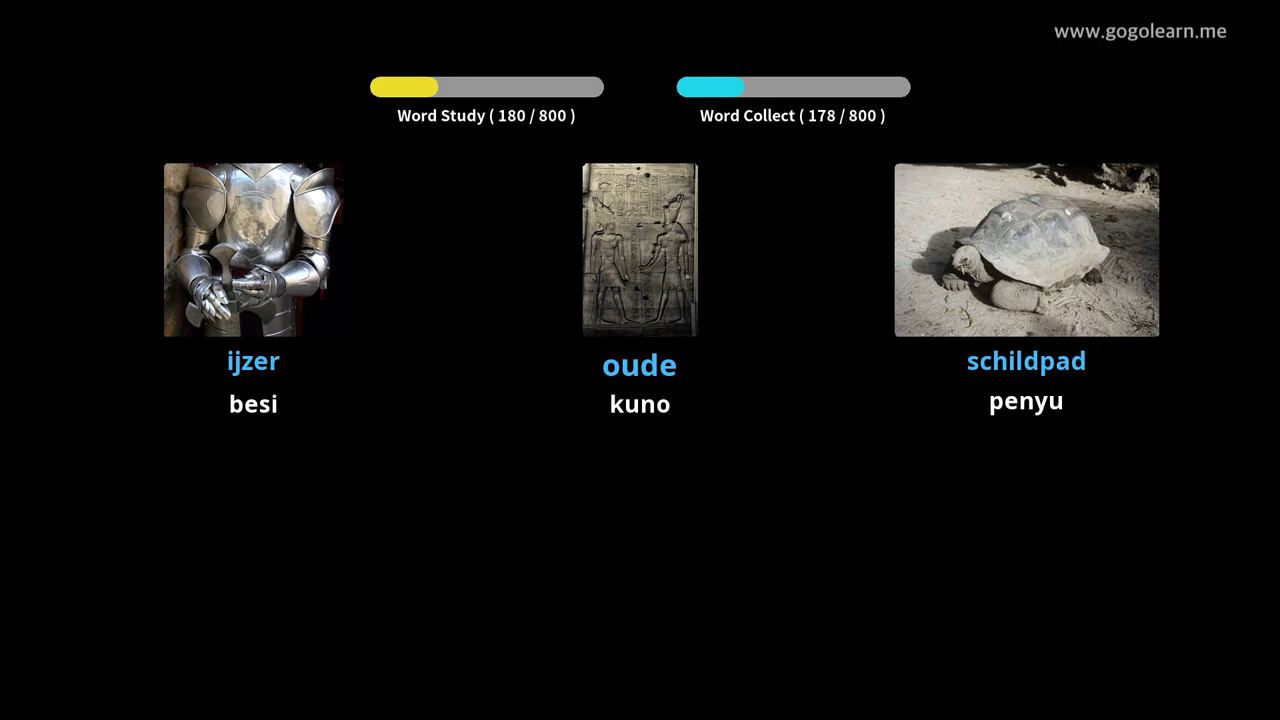 www.gogolearn.me
Word Study ( 180 / 800 )
Word Collect ( 178 / 800 )
ijzer
oude
schildpad
besi
kuno
penyu